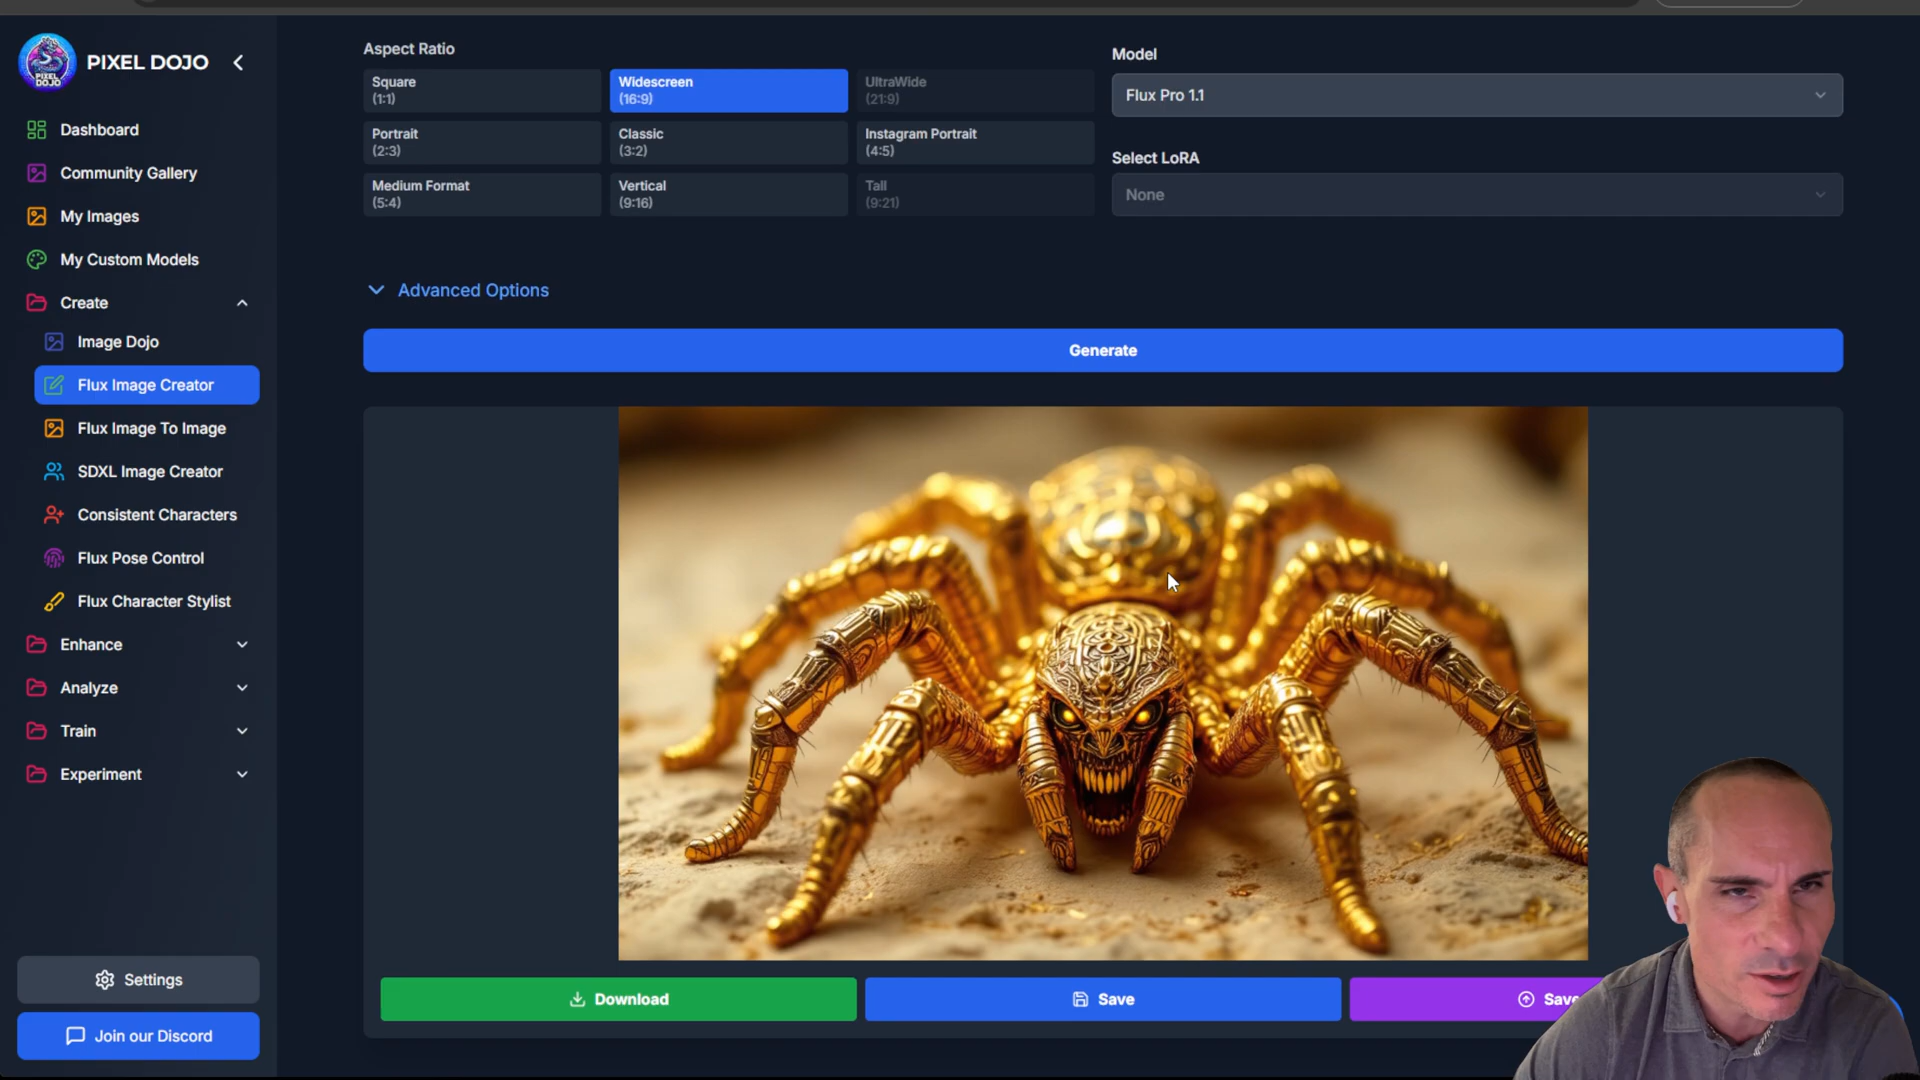 PIXEL DOJO
PIXEL
DOJO
Dashboard
Community Gallery
My Images
My Custom Models
Create
Image Dojo
Flux Image Creator
Flux Image To Image
SDXL Image Creator
Consistent Characters
Flux Pose Control
Flux Character Stylist
Enhance
Analyze
Train
Experiment
Settings
Join our Discord
Aspect Ratio
Square
(1:1)
Widescreen
(16:9)
UltraWide
(21:9)
Portrait
(2:3)
Classic
(3:2)
Instagram Portrait
(4:5)
Medium Format
(5:4)
Vertical
(9:16)
Tall
(9:21)
Model
Flux Pro 1.1
Select LoRA
None
Advanced Options
Generate
Download
Save
Save